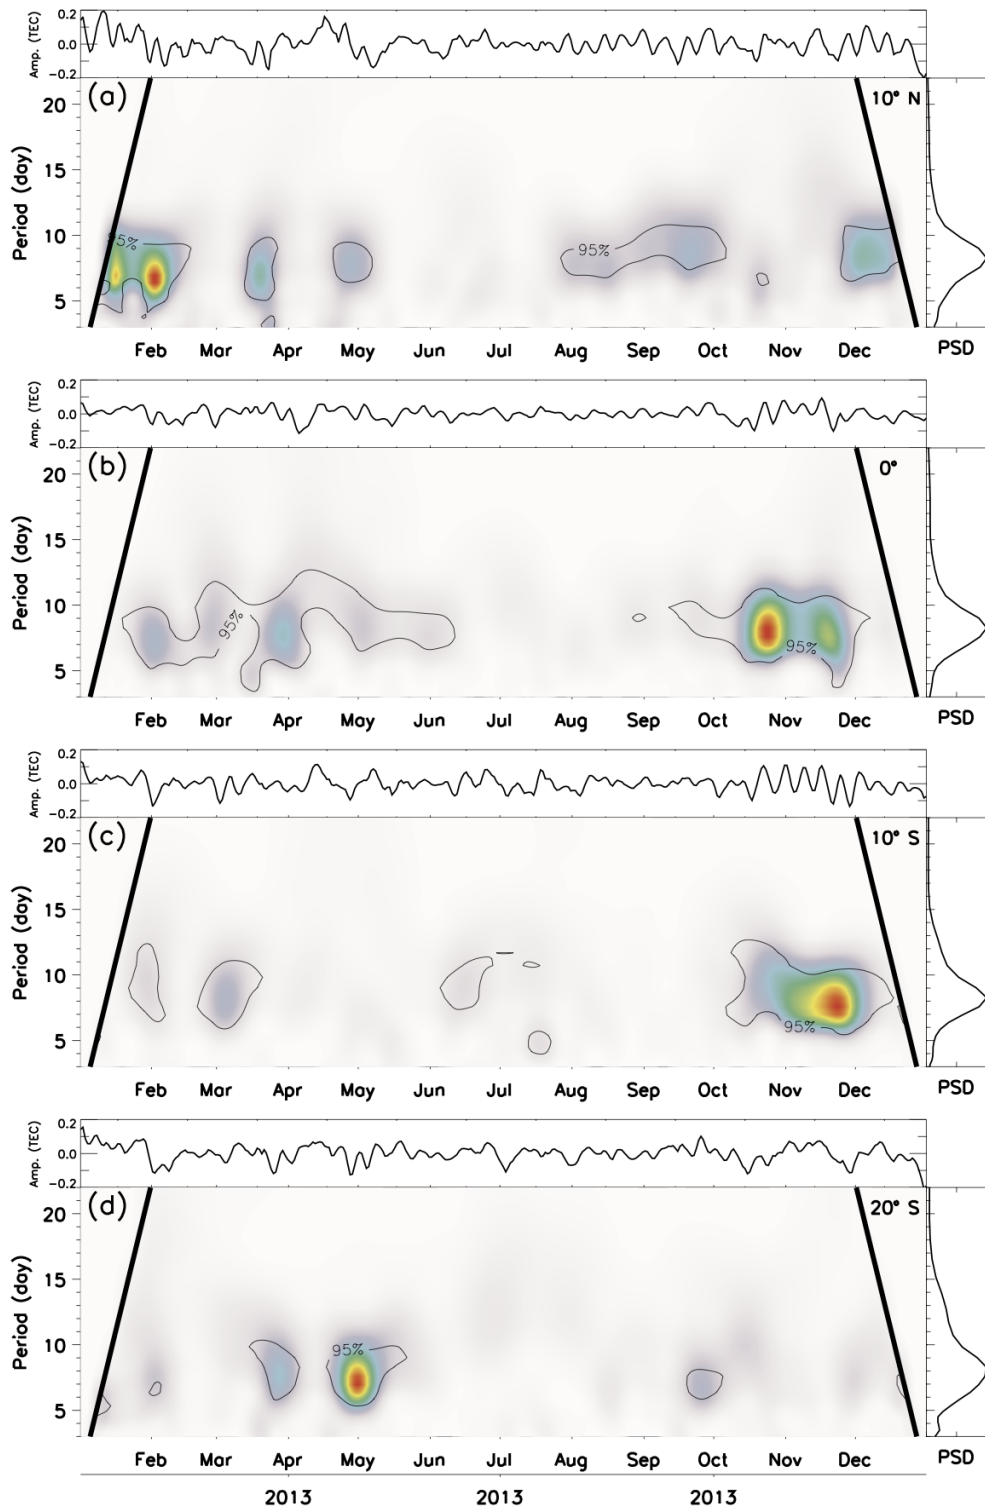 0.2
0.0
-0.2
Amp. (TEC)
(a)
10° N
20
15
10
5
Period (day)
95%
95%
Feb Mar Apr May Jun Jul Aug Sep Oct Nov Dec PSD
0.2
0.0
-0.2
Amp. (TEC)
(b)
0°
20
15
10
5
Period (day)
95%
95%
Feb Mar Apr May Jun Jul Aug Sep Oct Nov Dec PSD
0.2
0.0
-0.2
Amp. (TEC)
(c)
10° S
20
15
10
5
Period (day)
95%
Feb Mar Apr May Jun Jul Aug Sep Oct Nov Dec PSD
0.2
0.0
-0.2
Amp. (TEC)
(d)
20° S
20
15
10
5
Period (day)
95%
Feb Mar Apr May Jun Jul Aug Sep Oct Nov Dec PSD
2013 2013 2013